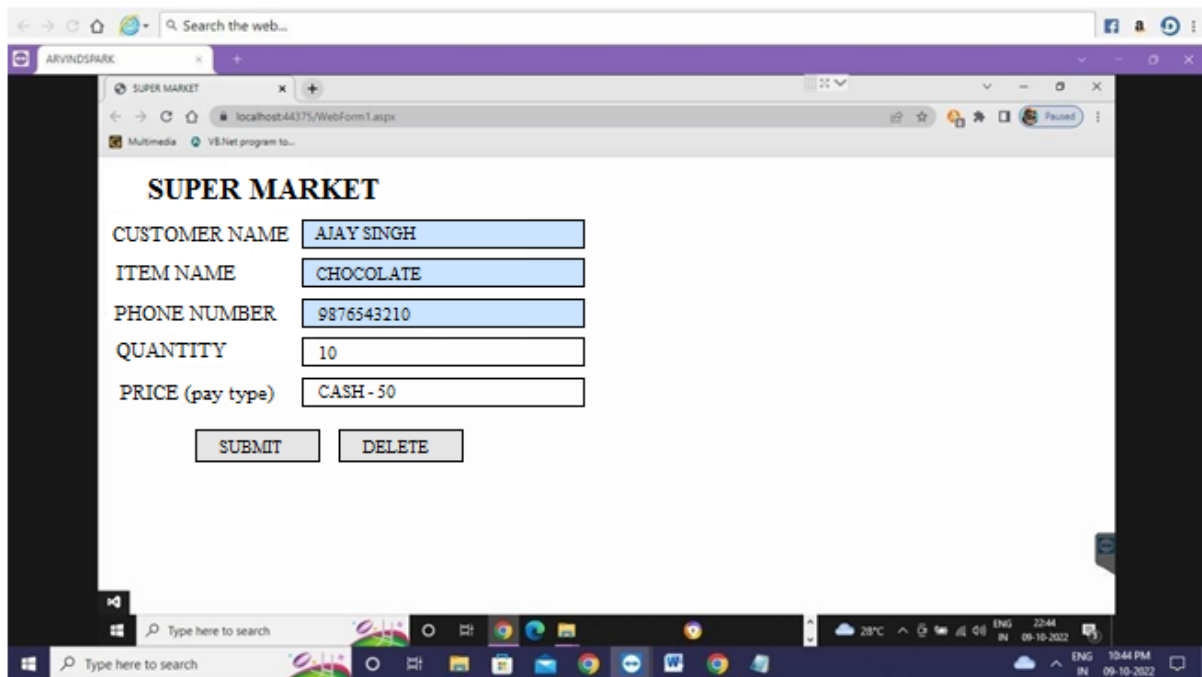 Search the web...
ARVINDSPARK
SUPER MARKET
localhost:44375/WebForm1.aspx
Paused
Multimedia VB.Net program to...
SUPER MARKET
CUSTOMER NAME AJAY SINGH
ITEM NAME CHOCOLATE
PHONE NUMBER 9876543210
QUANTITY 10
PRICE (pay type) CASH - 50
SUBMIT DELETE
Type here to search 28°C ENG IN 22:44 09-10-2022
Type here to search ENG IN 10:44 PM 09-10-2022